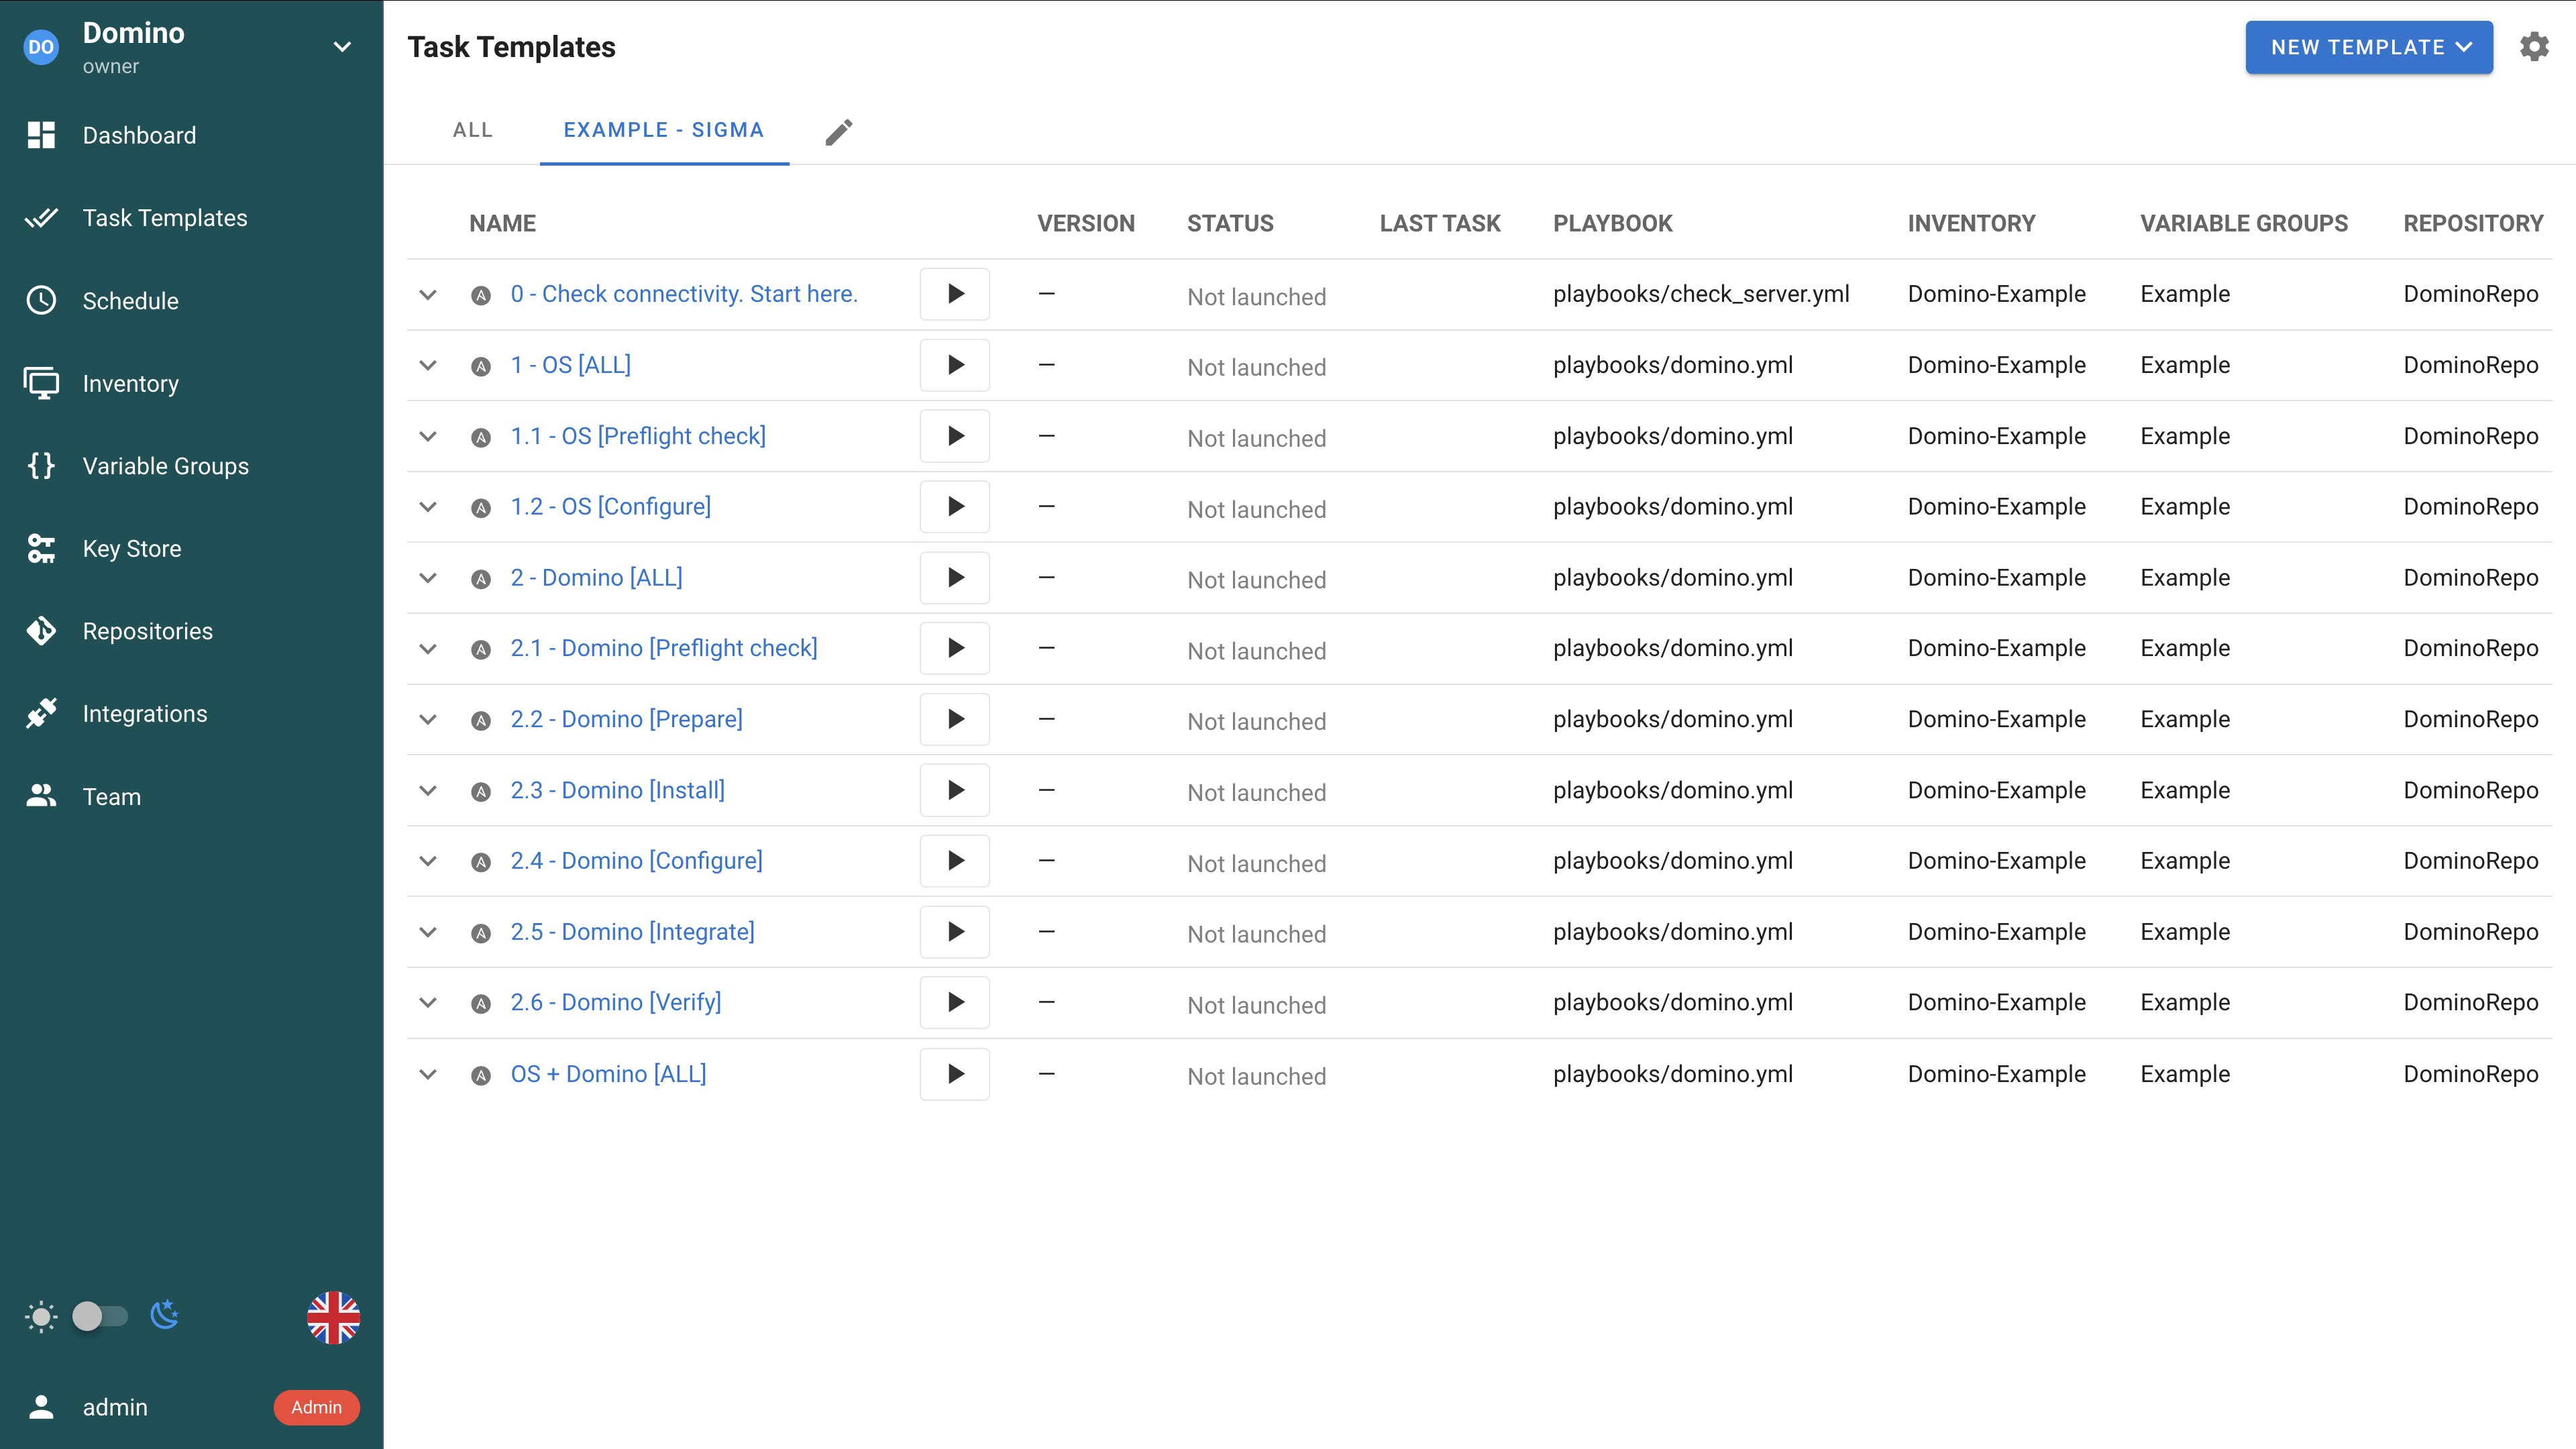 DO Domino
owner
Dashboard
Task Templates
Schedule
Inventory
Variable Groups
Key Store
Repositories
Integrations
Team
admin Admin
Task Templates NEW TEMPLATE
ALL EXAMPLE - SIGMA
NAME VERSION STATUS LAST TASK PLAYBOOK INVENTORY VARIABLE GROUPS REPOSITORY
A 0 - Check connectivity. Start here. — Not launched playbooks/check_server.yml Domino-Example Example DominoRepo
A 1 - OS [ALL] — Not launched playbooks/domino.yml Domino-Example Example DominoRepo
A 1.1 - OS [Preflight check] — Not launched playbooks/domino.yml Domino-Example Example DominoRepo
A 1.2 - OS [Configure] — Not launched playbooks/domino.yml Domino-Example Example DominoRepo
A 2 - Domino [ALL] — Not launched playbooks/domino.yml Domino-Example Example DominoRepo
A 2.1 - Domino [Preflight check] — Not launched playbooks/domino.yml Domino-Example Example DominoRepo
A 2.2 - Domino [Prepare] — Not launched playbooks/domino.yml Domino-Example Example DominoRepo
A 2.3 - Domino [Install] — Not launched playbooks/domino.yml Domino-Example Example DominoRepo
A 2.4 - Domino [Configure] — Not launched playbooks/domino.yml Domino-Example Example DominoRepo
A 2.5 - Domino [Integrate] — Not launched playbooks/domino.yml Domino-Example Example DominoRepo
A 2.6 - Domino [Verify] — Not launched playbooks/domino.yml Domino-Example Example DominoRepo
A OS + Domino [ALL] — Not launched playbooks/domino.yml Domino-Example Example DominoRepo